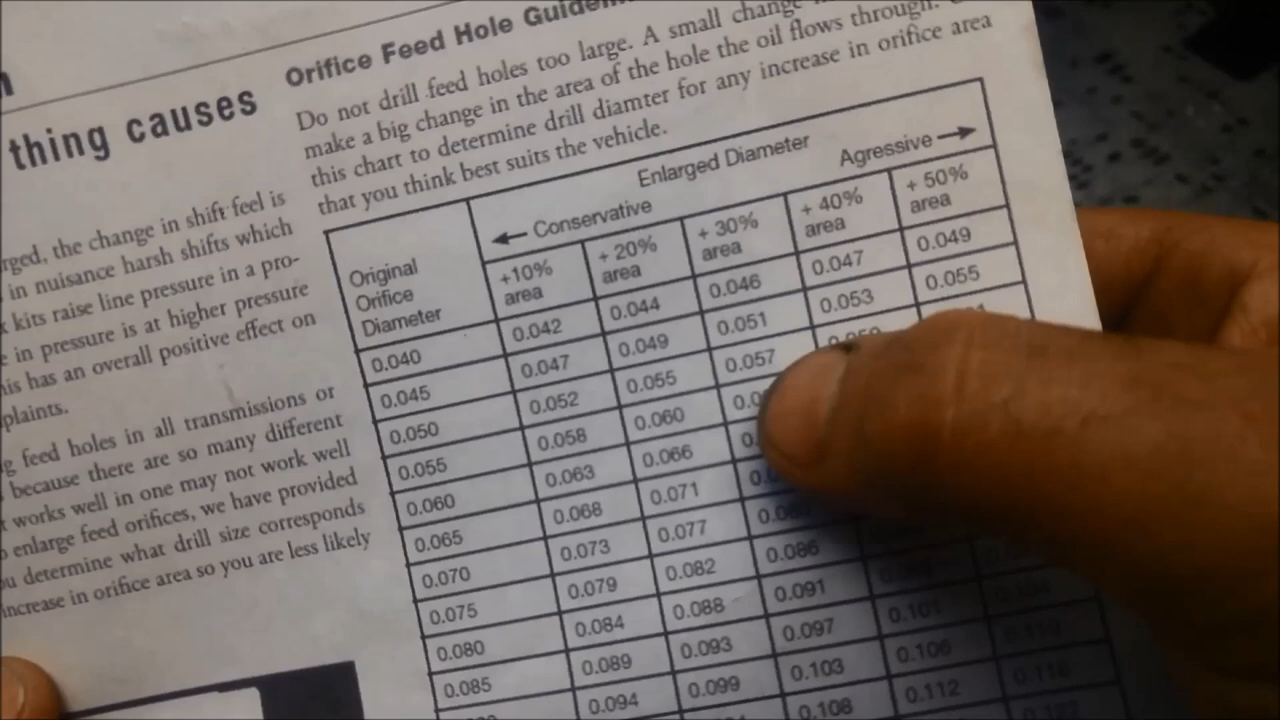 thing causes
rged, the change in shift feel is
in nuisance harsh shifts which
kits raise line pressure in a pro-
in pressure is at higher pressure
has an overall positive effect on
plaints.
feed holes in all transmissions or
because there are so many different
works well in one may not work well
enlarge feed orifices, we have provided
determine what drill size corresponds
increase in orifice area so you are less likely
Orifice Feed Hole
Do not drill feed holes too large. A small change
make a big change in the area of the hole the oil flows through.
this chart to determine drill diamter for any increase in orifice area
that you think best suits the vehicle.
Enlarged Diameter
Conservative Agressive
Original
Orifice
Diameter
+10%
area
+ 20%
area
+ 30%
area
+ 40%
area
+ 50%
area
0.040 0.042 0.044 0.046 0.047 0.049
0.045 0.047 0.049 0.051 0.053 0.055
0.050 0.052 0.055 0.057
0.055 0.058 0.060
0.060 0.063 0.066
0.065 0.068 0.071
0.070 0.073 0.077
0.075 0.079 0.082 0.086
0.080 0.084 0.088 0.091
0.085 0.089 0.093 0.097 0.101
0.094 0.099 0.103 0.106
0.108 0.112